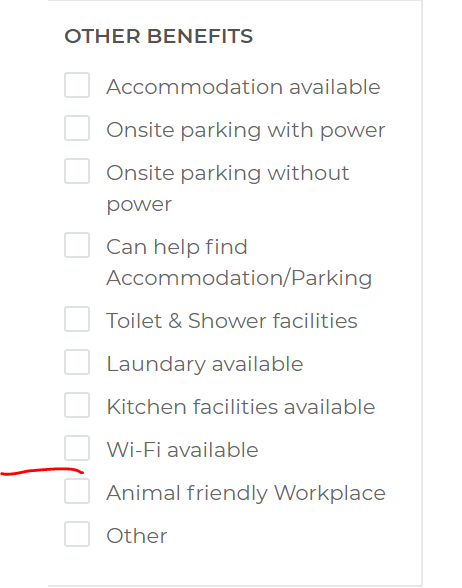 OTHER BENEFITS
Accommodation available
Onsite parking with power
Onsite parking without
power
Can help find
Accommodation/Parking
Toilet & Shower facilities
Laundary available
Kitchen facilities available
Wi-Fi available
Animal friendly Workplace
Other